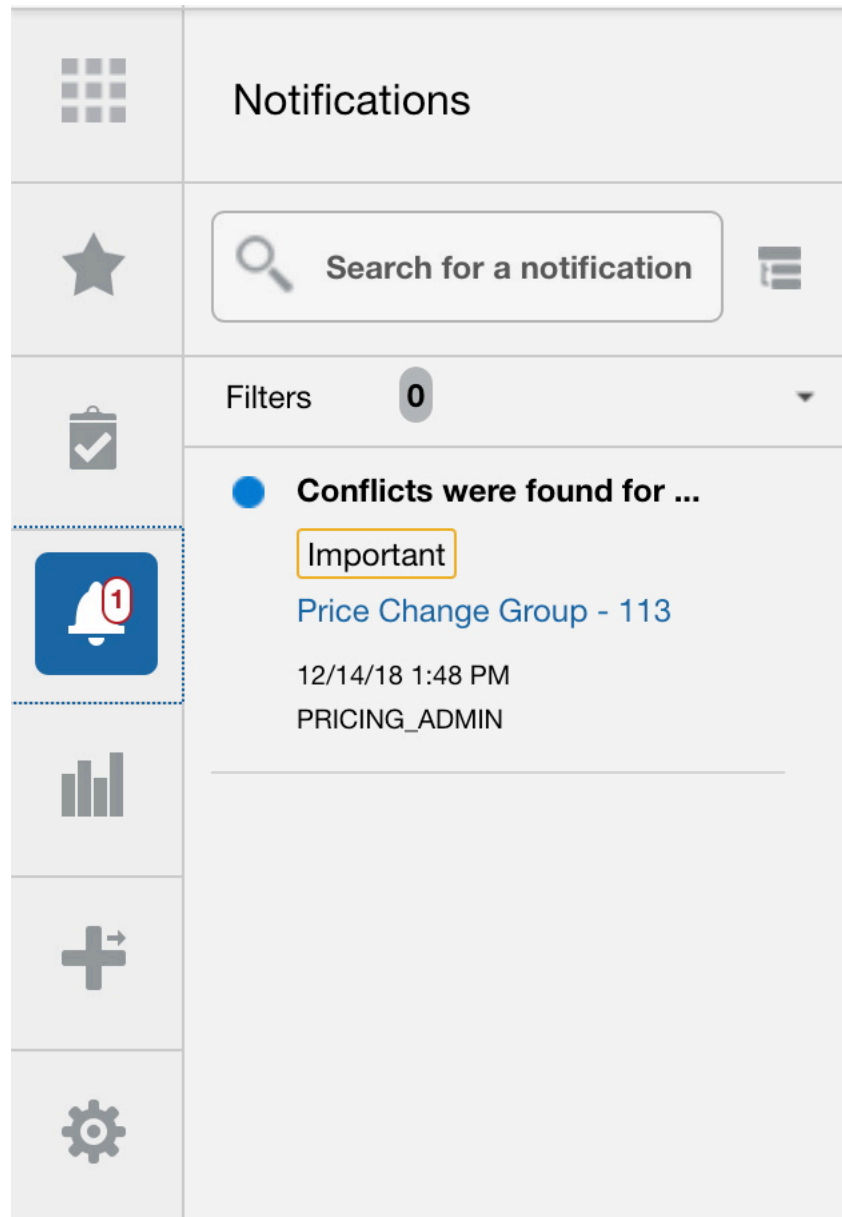 Notifications
Search for a notification
Filters 0
Conflicts were found for ...
Important
1
Price Change Group - 113
12/14/18 1:48 PM
PRICING_ADMIN